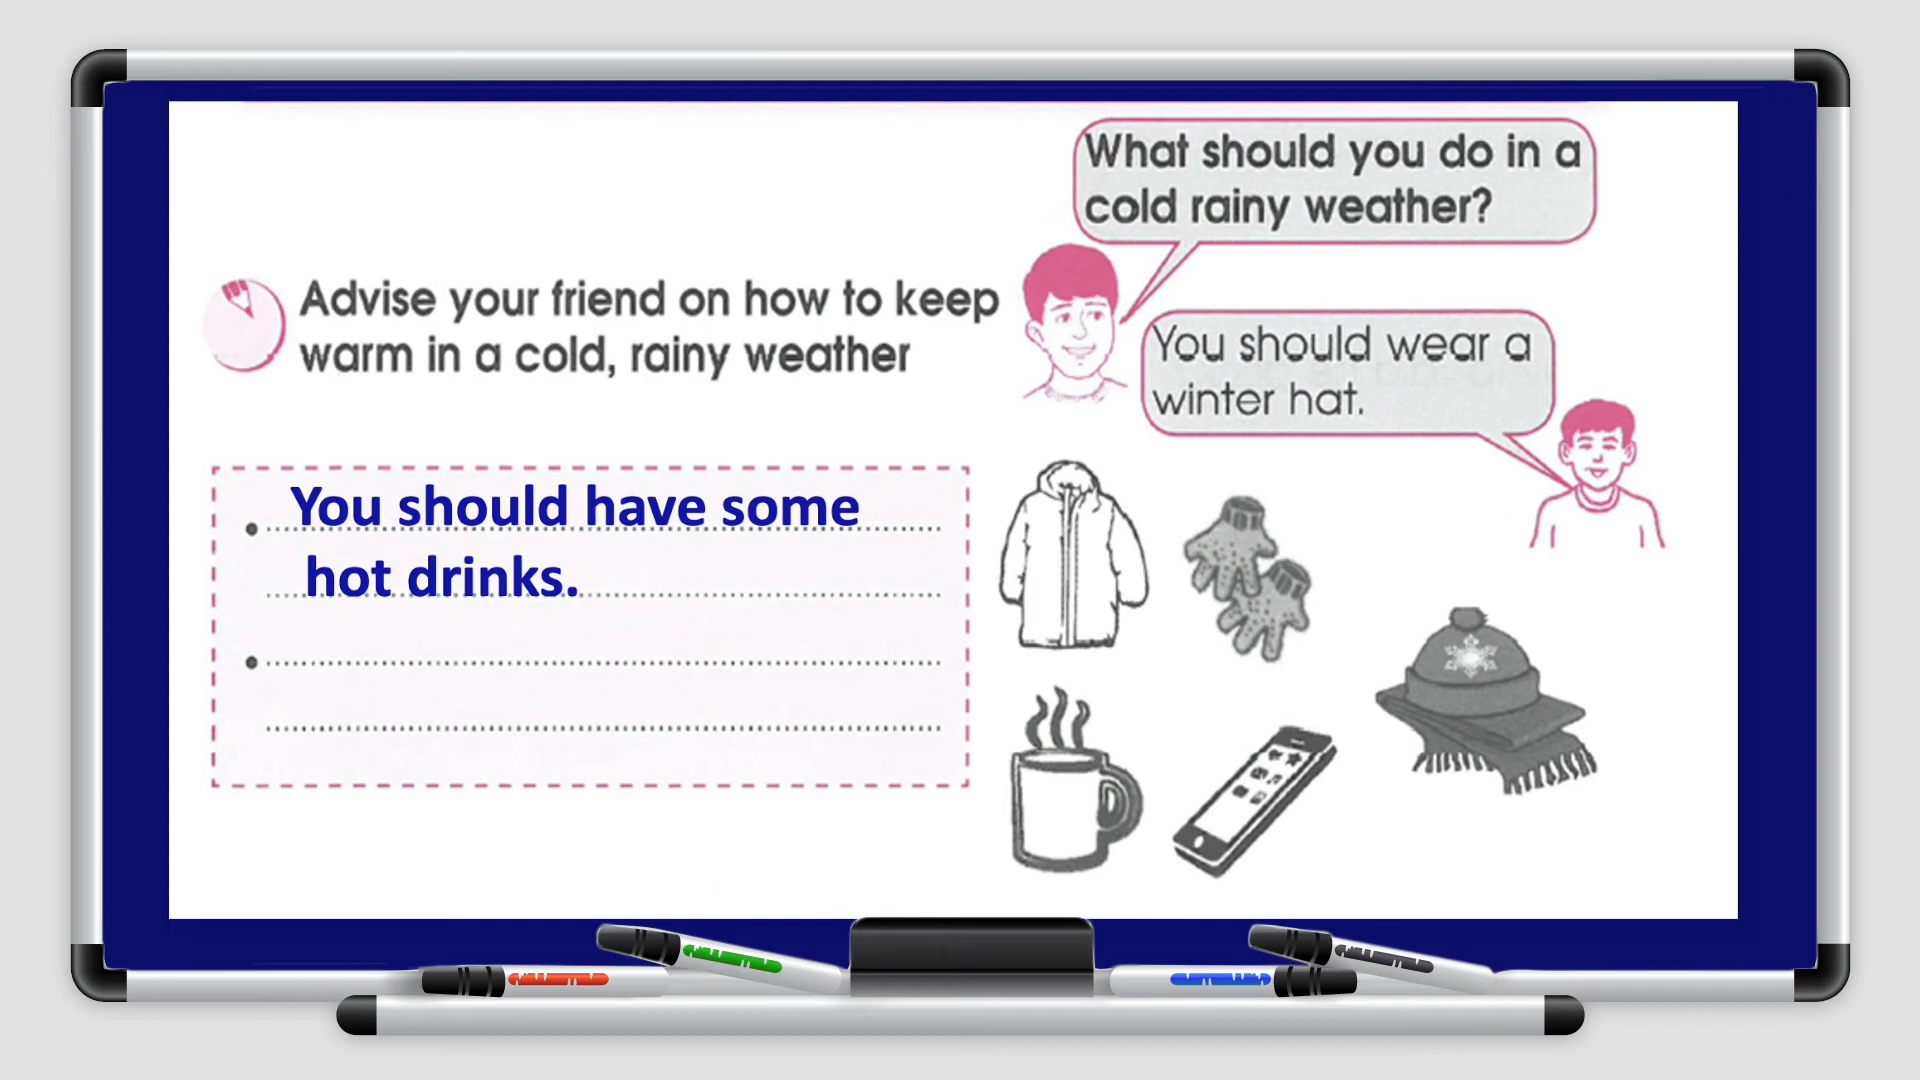 What should you do in a
cold rainy weather?
Advise your friend on how to keep
warm in a cold, rainy weather
You should wear a
winter hat.
You should have some
hot drinks.